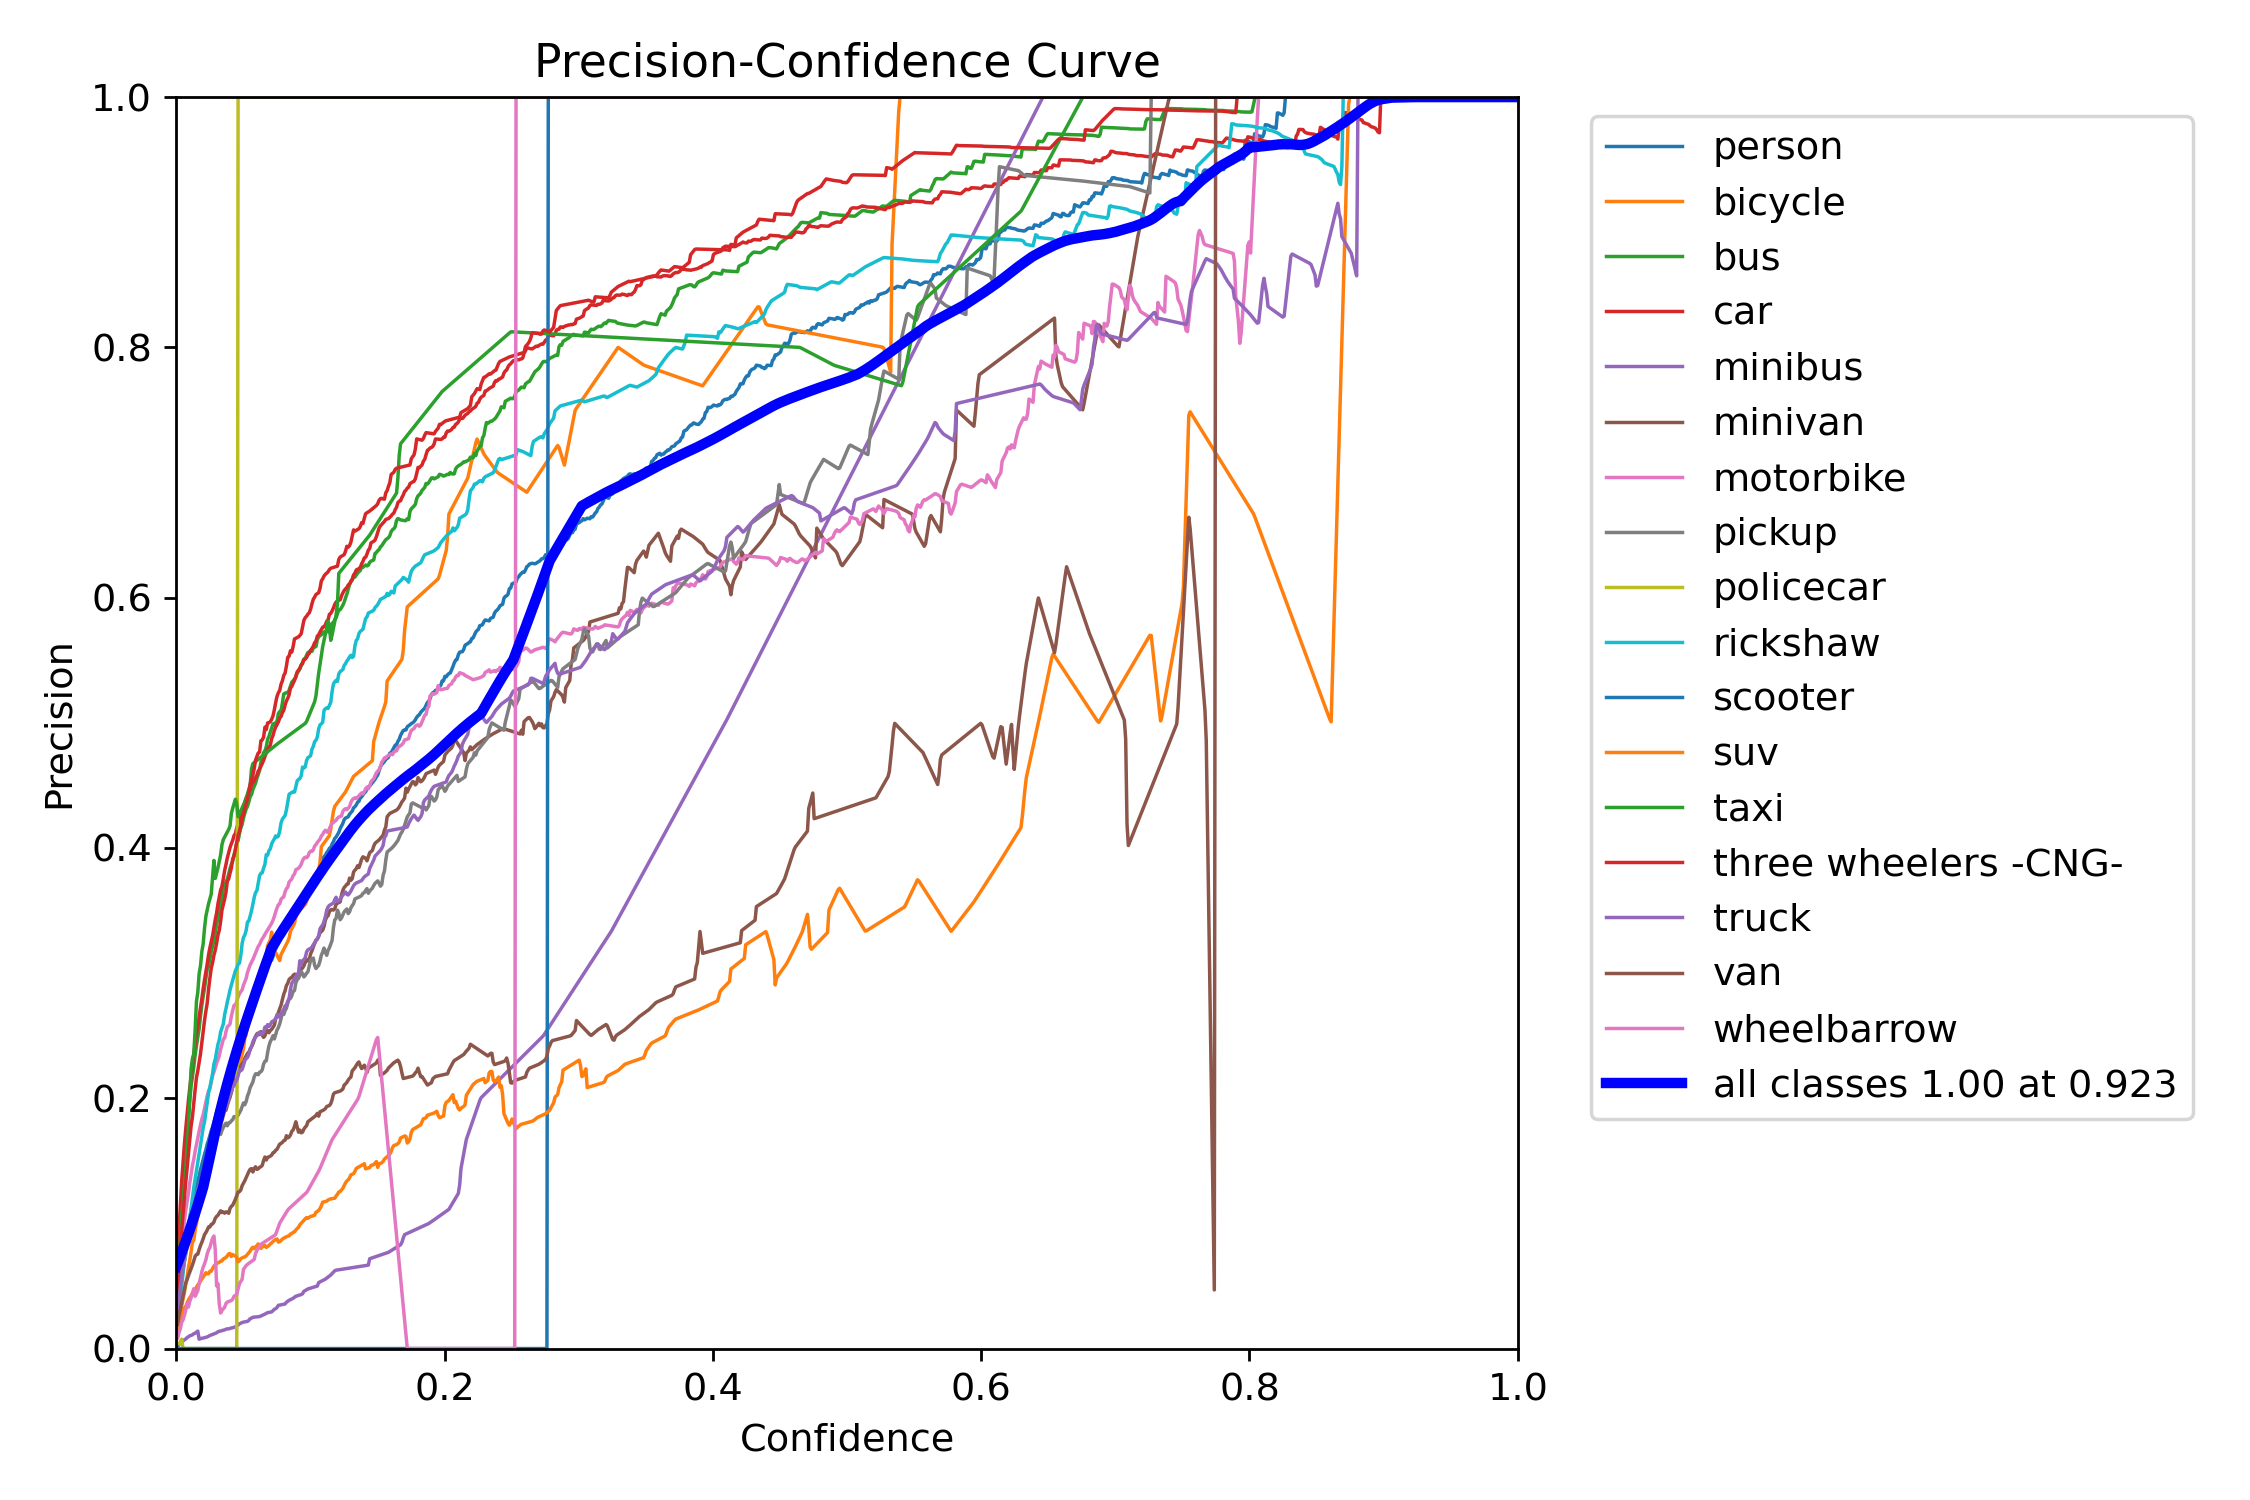 Precision-Confidence Curve
1.0
0.8
0.6
0.4
0.2
0.0
Precision
0.0 0.2 0.4 0.6 0.8 1.0
Confidence
person
bicycle
bus
car
minibus
minivan
motorbike
pickup
policecar
rickshaw
scooter
suv
taxi
three wheelers -CNG-
truck
van
wheelbarrow
all classes 1.00 at 0.923